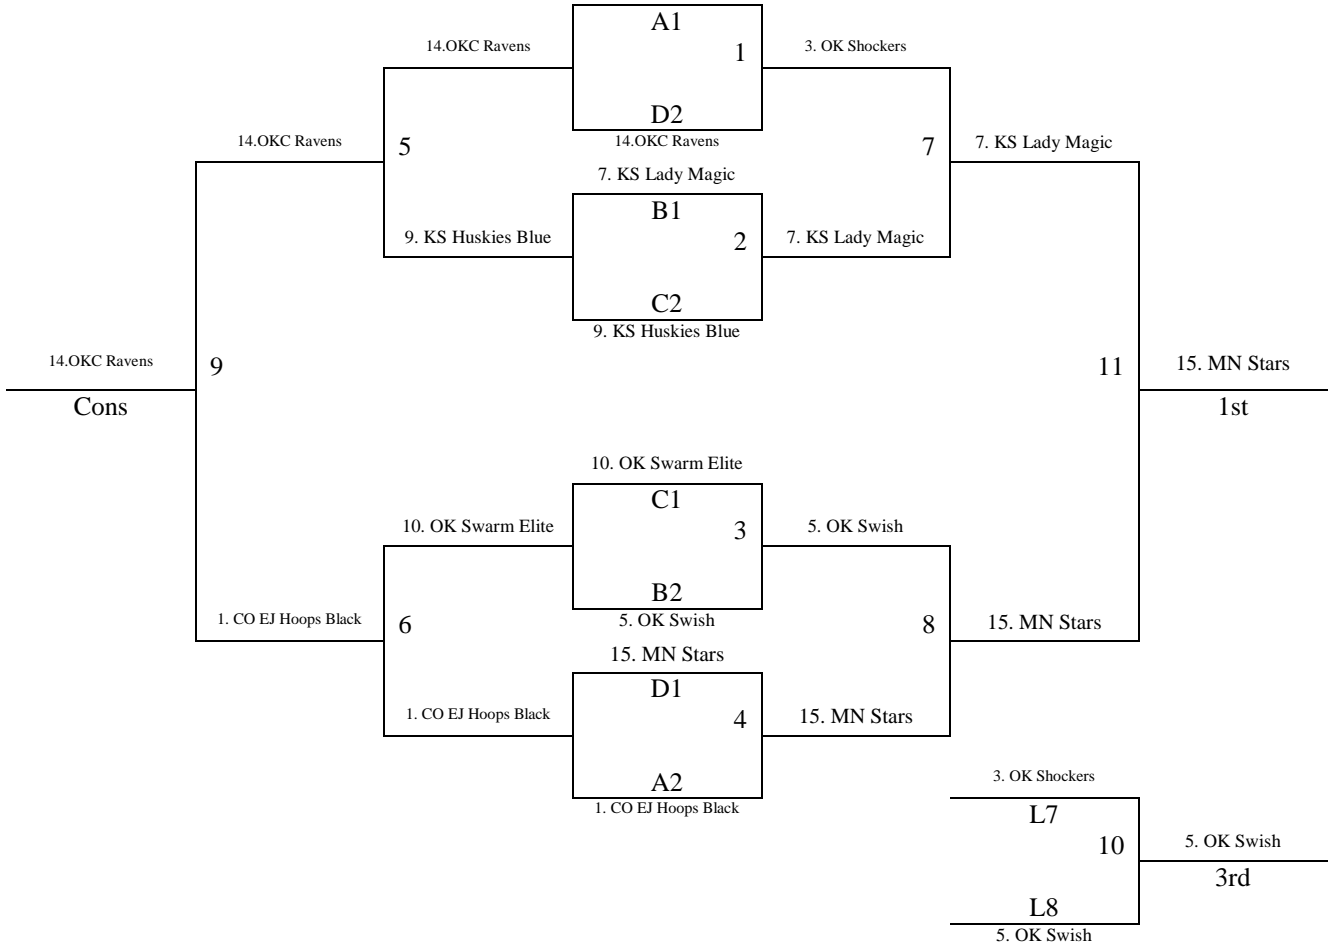 A1
14.OKC Ravens
1
3. OK Shockers
D2
14.OKC Ravens
14.OKC Ravens
5
7
7. KS Lady Magic
7. KS Lady Magic
B1
9. KS Huskies Blue
2
7. KS Lady Magic
C2
9. KS Huskies Blue
14.OKC Ravens
9
11
15. MN Stars
Cons
1st
10. OK Swarm Elite
C1
10. OK Swarm Elite
3
5. OK Swish
B2
5. OK Swish
1. CO EJ Hoops Black
6
8
15. MN Stars
15. MN Stars
D1
1. CO EJ Hoops Black
4
15. MN Stars
A2
1. CO EJ Hoops Black
3. OK Shockers
L7
10
5. OK Swish
3rd
L8
5. OK Swish